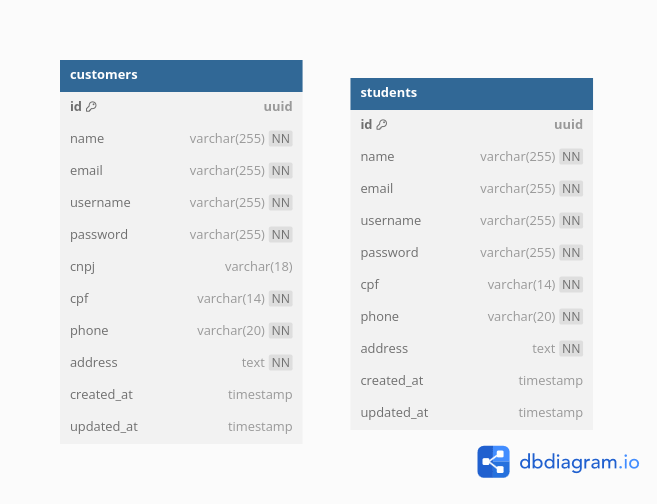 customers
id uuid
name varchar(255) NN
email varchar(255) NN
username varchar(255) NN
password varchar(255) NN
cnpj varchar(18)
cpf varchar(14) NN
phone varchar(20) NN
address text NN
created_at timestamp
updated_at timestamp
students
id uuid
name varchar(255) NN
email varchar(255) NN
username varchar(255) NN
password varchar(255) NN
cpf varchar(14) NN
phone varchar(20) NN
address text NN
created_at timestamp
updated_at timestamp
dbdiagram.io